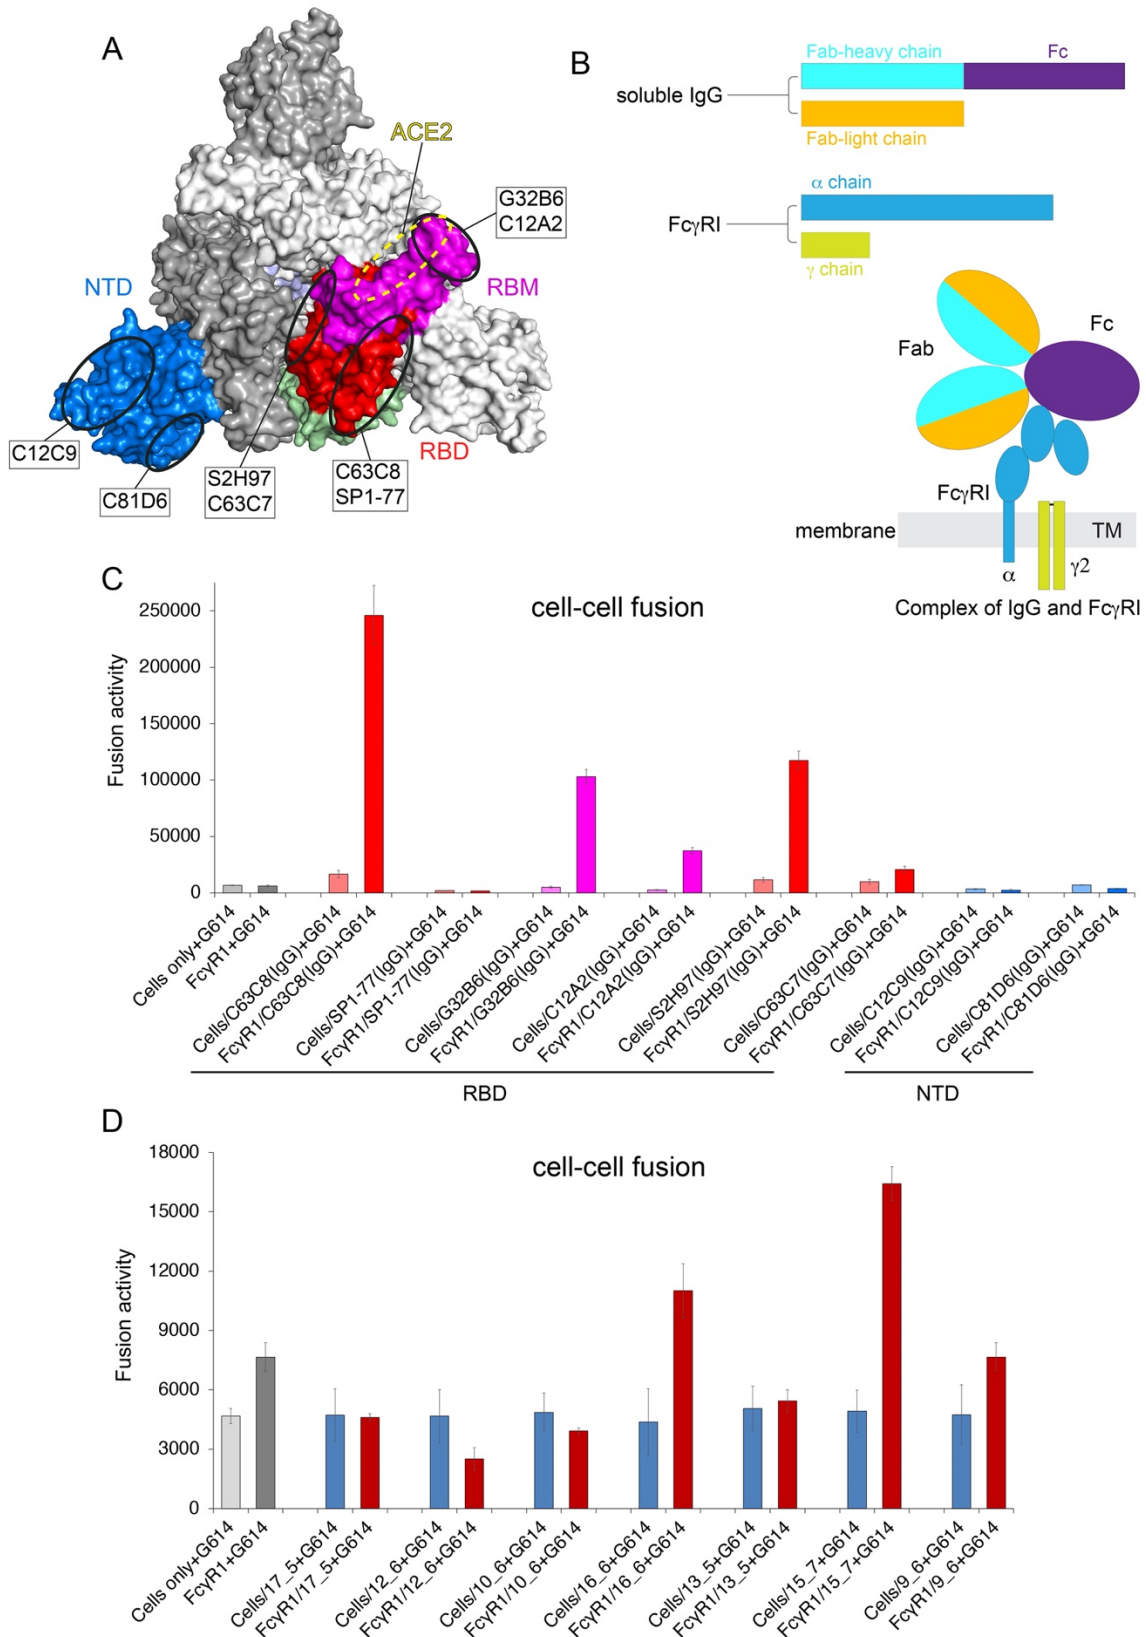 A
ACE2
G32B6
C12A2
NTD
RBM
C12C9
C81D6
S2H97
C63C7
C63C8
SP1-77
RBD
B
Fab-heavy chain
Fc
soluble IgG
Fab-light chain
α chain
FcγRI
γ chain
Fab
Fc
FcγRI
membrane
TM
α
γ2
Complex of IgG and FcγRI
C
cell-cell fusion
Fusion activity
250000
200000
150000
100000
50000
0
Cells only+G614
FcγR1+G614
Cells/C63C8(IgG)+G614
FcγR1/C63C8(IgG)+G614
Cells/SP1-77(IgG)+G614
FcγR1/SP1-77(IgG)+G614
Cells/G32B6(IgG)+G614
FcγR1/G32B6(IgG)+G614
Cells/C12A2(IgG)+G614
FcγR1/C12A2(IgG)+G614
Cells/S2H97(IgG)+G614
FcγR1/S2H97(IgG)+G614
Cells/C63C7(IgG)+G614
FcγR1/C63C7(IgG)+G614
Cells/C12C9(IgG)+G614
FcγR1/C12C9(IgG)+G614
Cells/C81D6(IgG)+G614
FcγR1/C81D6(IgG)+G614
RBD
NTD
D
cell-cell fusion
Fusion activity
18000
15000
12000
9000
6000
3000
0
Cells only+G614
FcγR1+G614
Cells/17_5+G614
FcγR1/17_5+G614
Cells/12_6+G614
FcγR1/12_6+G614
Cells/10_6+G614
FcγR1/10_6+G614
Cells/16_6+G614
FcγR1/16_6+G614
Cells/13_5+G614
FcγR1/13_5+G614
Cells/15_7+G614
FcγR1/15_7+G614
Cells/9_6+G614
FcγR1/9_6+G614